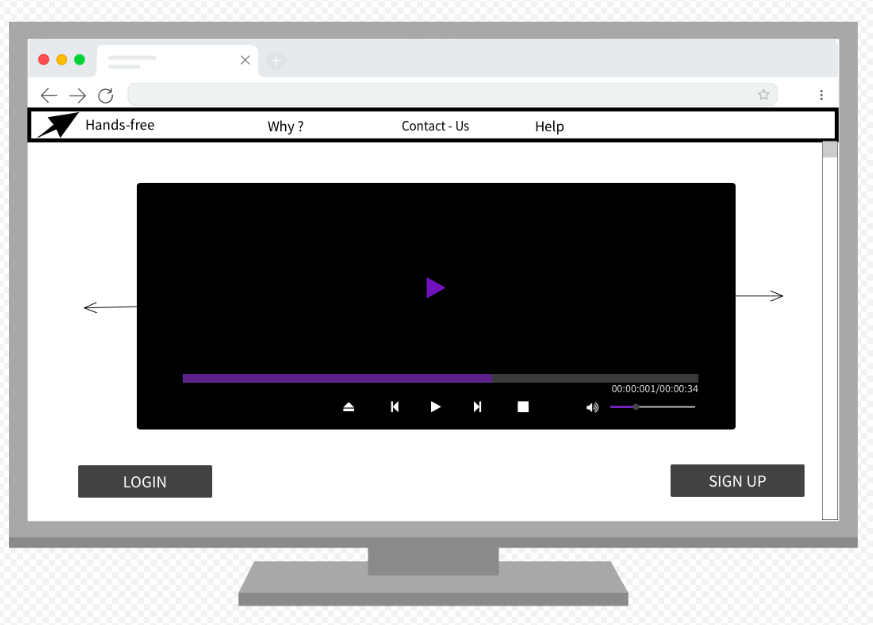 Hands-free
Why ?
Contact - Us
Help
00:00:001/00:00:34
LOGIN
SIGN UP